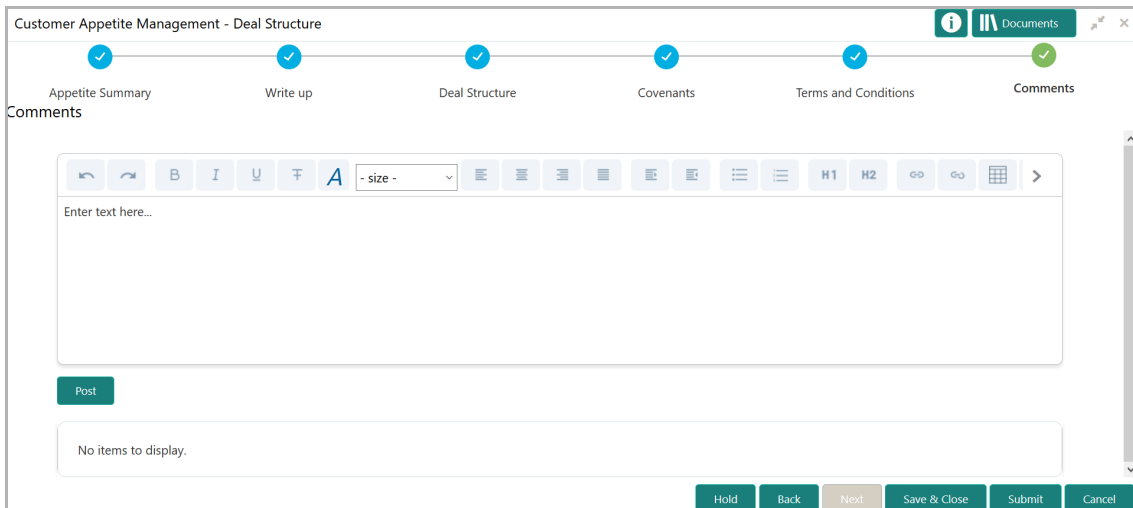 Customer Appetite Management - Deal Structure
i Documents
Appetite Summary Write up Deal Structure Covenants Terms and Conditions Comments
Comments
B I U T A - size - H1 H2
Enter text here...
Post
No items to display.
Hold Back Next Save & Close Submit Cancel